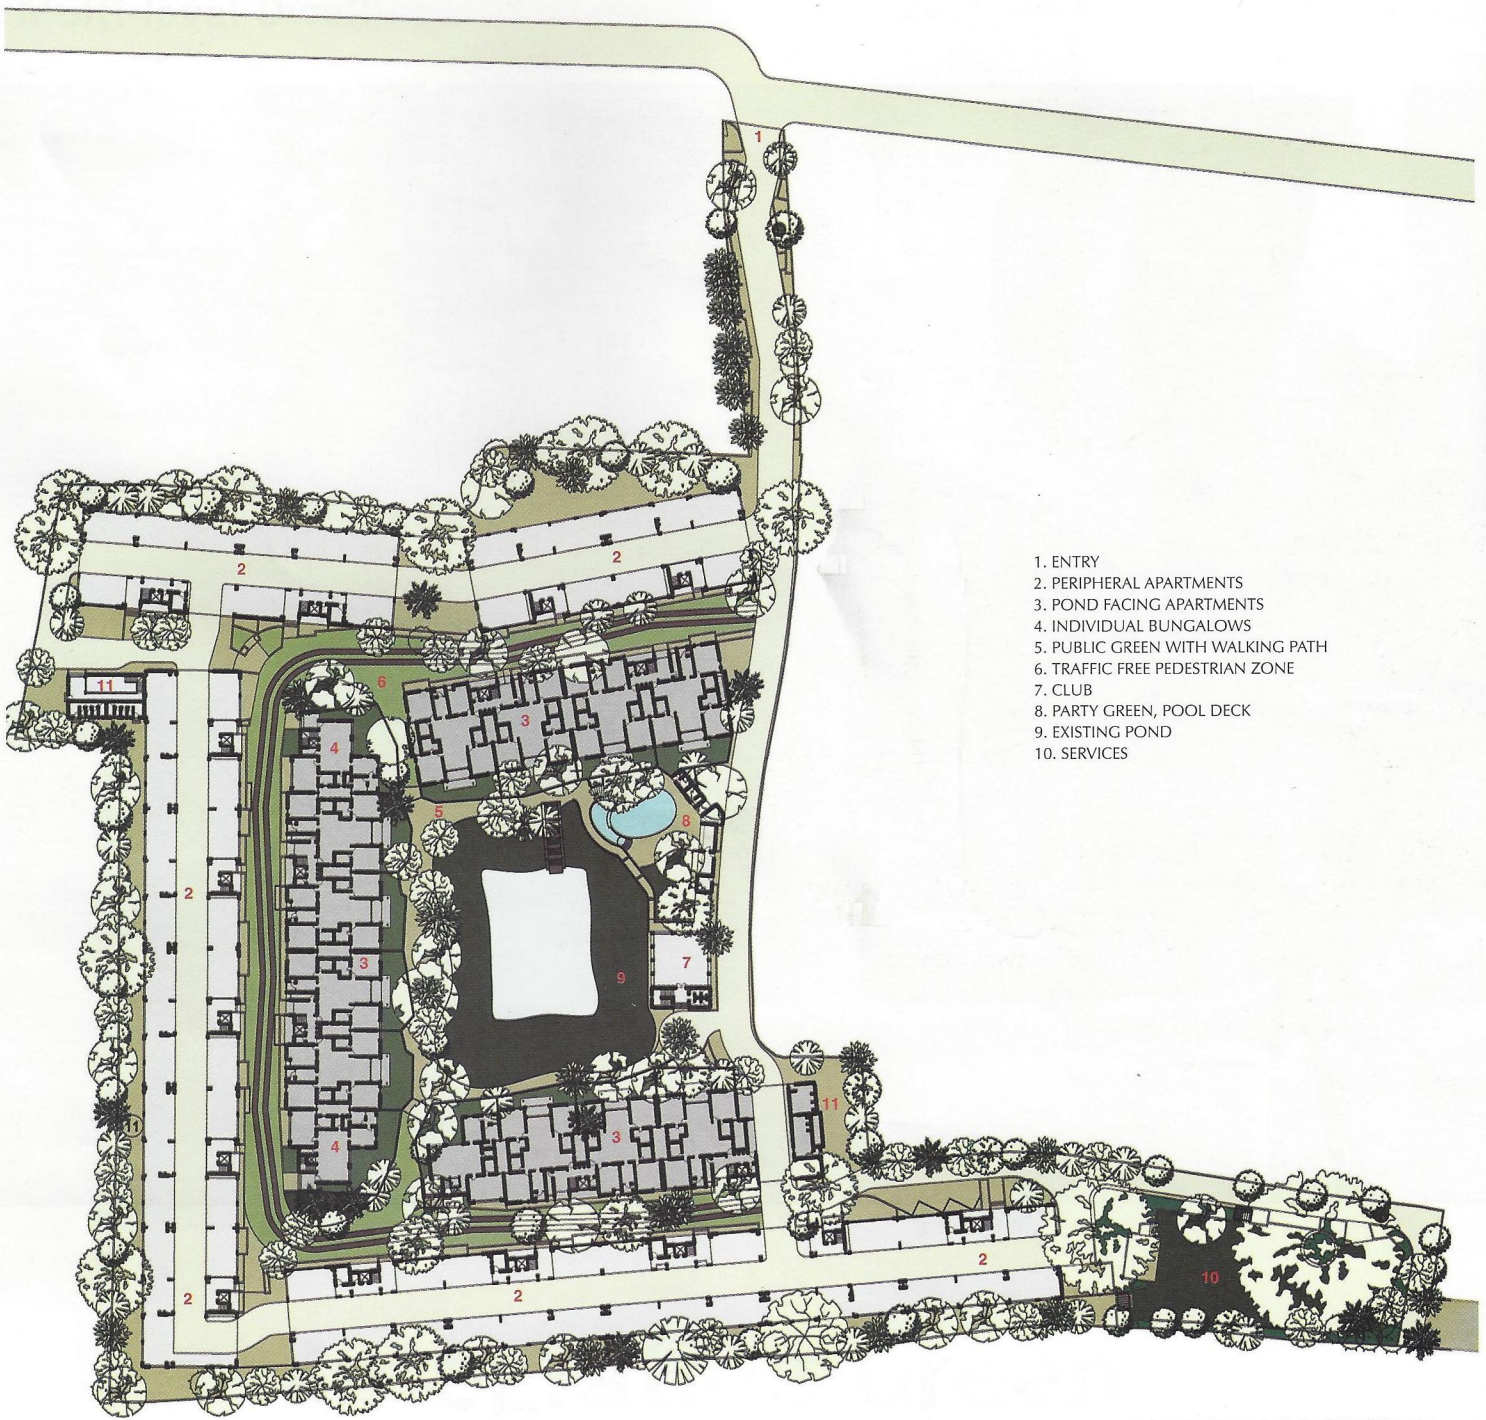 1
2
2
11
6
3
4
5
8
2
3
7
9
4
3
11
11
2
2
2
10
1. ENTRY
2. PERIPHERAL APARTMENTS
3. POND FACING APARTMENTS
4. INDIVIDUAL BUNGALOWS
5. PUBLIC GREEN WITH WALKING PATH
6. TRAFFIC FREE PEDESTRIAN ZONE
7. CLUB
8. PARTY GREEN, POOL DECK
9. EXISTING POND
10. SERVICES